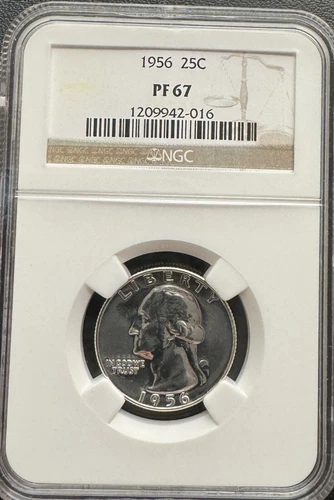 1956 25C
PF 67
1209942-016
NGC
LIBERTY
IN GOD WE
TRUST
1956